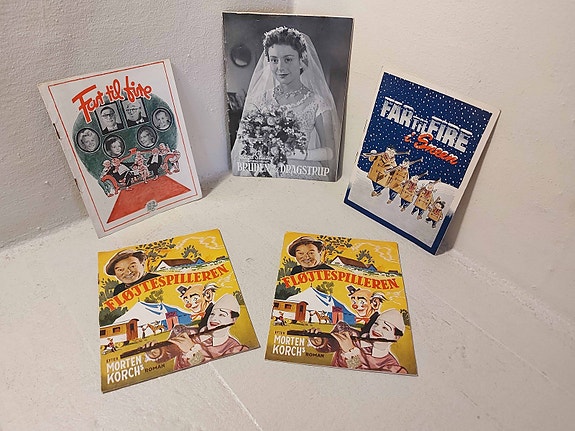 Far til fire
BRUDEN fra DRAGSTRUP
FAR TIL FIRE
i Sneen
FLØJTESPILLEREN
EFTER
MORTEN
KORCH's
ROMAN
FLØJTESPILLEREN
EFTER
MORTEN
KORCH's
ROMAN